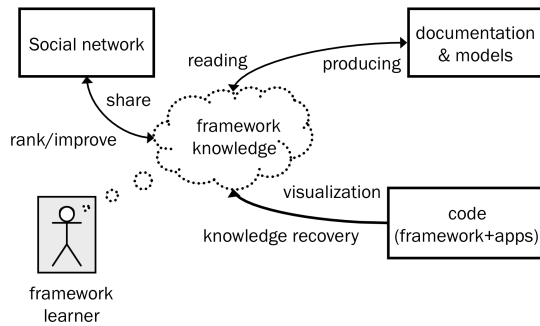 Social network
documentation
& models
reading
producing
share
rank/improve
framework
knowledge
visualization
knowledge recovery
code
(framework+apps)
framework
learner